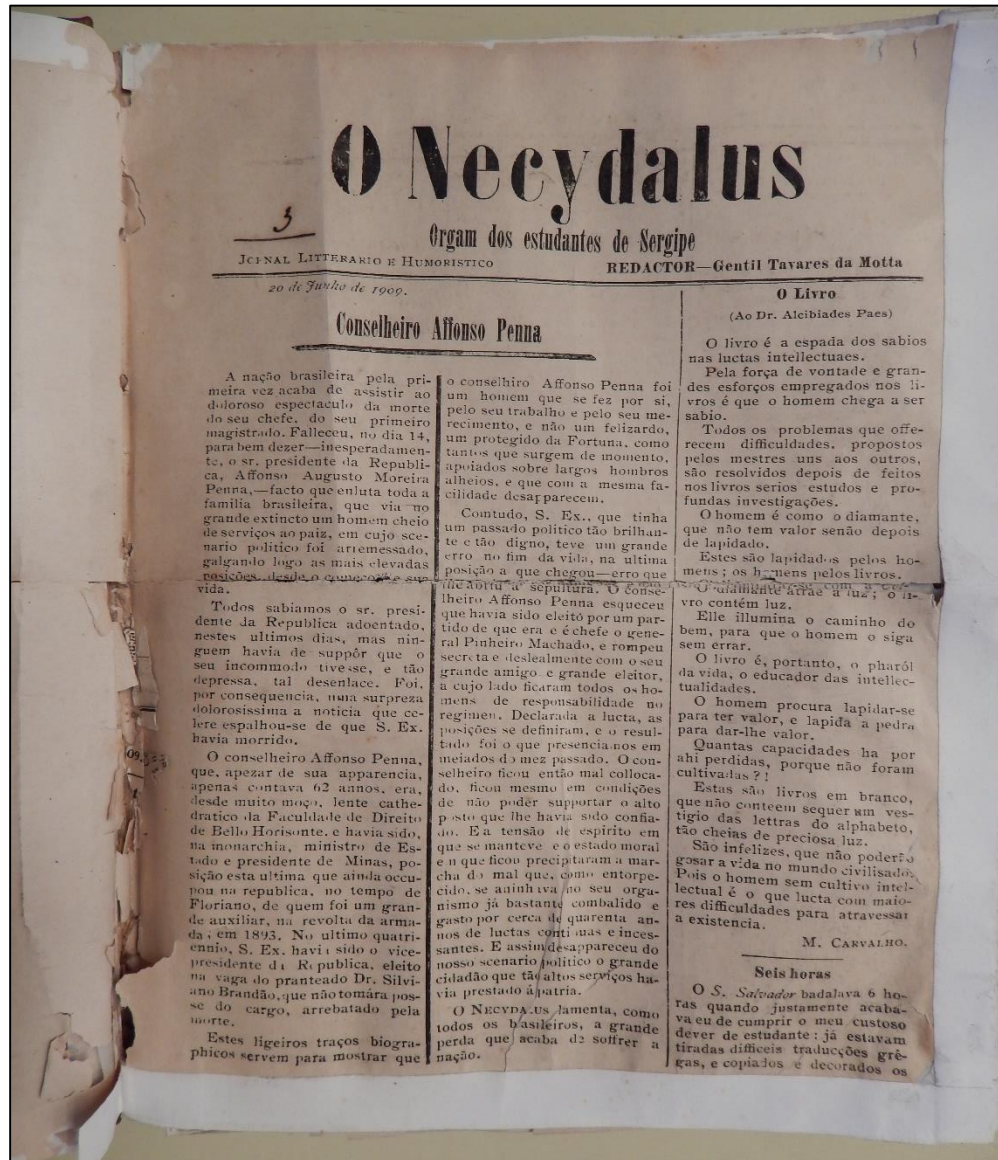 O Necydalus
3
Orgam dos estudantes de Sergipe
JORNAL LITTERARIO E HUMORISTICO
REDACTOR—Gentil Tavares da Motta
20 de Junho de 1909.
Conselheiro Affonso Penna
A nação brasileira pela pri-
meira vez acaba de assistir ao
doloroso espectaculo da morte
do seu chefe, do seu primeiro
magistrado. Falleceu, no dia 14,
para bem dezer—inesperadamen-
te, o sr. presidente da Republi-
ca, Affonso Augusto Moreira
Penna,—facto que enluta toda a
familia brasileira, que via no
grande extincto um homem cheio
de serviços ao paiz, em cujo sce-
nario politico foi arremessado,
galgando logo as mais elevadas
posições, desde o começo de sua
vida.
Todos sabiamos o sr. presi-
dente da Republica adoentado,
nestes ultimos dias, mas nin-
guem havia de suppôr que o
seu incommodo tivesse, e tão
depressa, tal desenlace. Foi,
por consequencia, uma surpreza
dolorosissima a noticia que ce-
lere espalhou-se de que S. Ex.
havia morrido.
O conselheiro Affonso Penna,
que, apezar de sua apparencia,
apenas contava 62 annos, era,
desde muito moço, lente cathe-
dratico da Faculdade de Direito
de Bello Horisonte, e havia sido,
na monarchia, ministro de Es-
tado e presidente de Minas, po-
sição esta ultima que ainda occu-
pou na republica, no tempo de
Floriano, de quem foi um gran-
de auxiliar, na revolta da arma-
da, em 1893. No ultimo quatri-
ennio, S. Ex. havia sido o vice-
presidente da Republica, eleito
na vaga do pranteado Dr. Silvi-
ano Brandão, que não tomára pos-
se do cargo, arrebatado pela
morte.
Estes ligeiros traços biogra-
phicos servem para mostrar que
o conselhiro Affonso Penna foi
um homem que se fez por si,
pelo seu trabalho e pelo seu me-
recimento, e não um felizardo,
um protegido da Fortuna, como
tantos que surgem de momento,
apoiados sobre largos hombros
alheios, e que com a mesma fa-
cilidade desapparecem.
Comtudo, S. Ex., que tinha
um passado politico tão brilhan-
te e tão digno, teve um grande
erro no fim da vida, na ultima
posição a que chegou—erro que
lhe abriu a sepultura. O conse-
lheiro Affonso Penna esqueceu
que havia sido eleito por um par-
tido de que era e é chefe o gene-
ral Pinheiro Machado, e rompeu
secreta e deslealmente com o seu
grande amigo e grande eleitor,
a cujo lado ficaram todos os ho-
mens de responsabilidade no
regimen. Declarada a lucta, as
posições se definiram, e o resul-
tado foi o que presenciamos em
meiados do mez passado. O con-
selheiro ficou então mal colloca-
do, ficou mesmo em condições
de não poder supportar o alto
posto que lhe havia sido confia-
do. E a tensão de espirito em
que se manteve e o estado moral
em que ficou precipitaram a mar-
cha do mal que, como entorpe-
cido, se aninhava no seu orga-
nismo já bastante combalido e
gasto por cerca de quarenta an-
nos de luctas continuas e inces-
santes. E assim desappareceu do
nosso scenario politico o grande
cidadão que tão altos serviços ha-
via prestado á patria.
O NECYDALUS lamenta, como
todos os brasileiros, a grande
perda que acaba de soffrer a
nação.
O Livro
(Ao Dr. Alcibiades Paes)
O livro é a espada dos sabios
nas luctas intellectuaes.
Pela força de vontade e gran-
des esforços empregados nos li-
vros é que o homem chega a ser
sabio.
Todos os problemas que offe-
recem difficuldades, propostos
pelos mestres uns aos outros,
são resolvidos depois de feitos
nos livros serios estudos e pro-
fundas investigações.
O homem é como o diamante,
que não tem valor senão depois
de lapidado.
Estes são lapidados pelos ho-
mens; os homens pelos livros.
O diamante atrae a luz; o li-
vro contém luz.
Elle illumina o caminho do
bem, para que o homem o siga
sem errar.
O livro é, portanto, o pharól
da vida, o educador das intellec-
tualidades.
O homem procura lapidar-se
para ter valor, e lapida a pedra
para dar-lhe valor.
Quantas capacidades ha por
ahi perdidas, porque não foram
cultivadas?!
Estas são livros em branco,
que não conteem sequer um ves-
tigio das lettras do alphabeto,
tão cheias de preciosa luz.
São infelizes, que não poderão
gosar a vida no mundo civilisado.
Pois o homem sem cultivo intel-
lectual é o que lucta com maio-
res difficuldades para atravessar
a existencia.
M. CARVALHO.
Seis horas
O S. Salvador badalava 6 ho-
ras quando justamente acaba-
va eu de cumprir o meu custoso
dever de estudante: já estavam
tiradas difficeis traducções gre-
gas, e copiados e decorados os